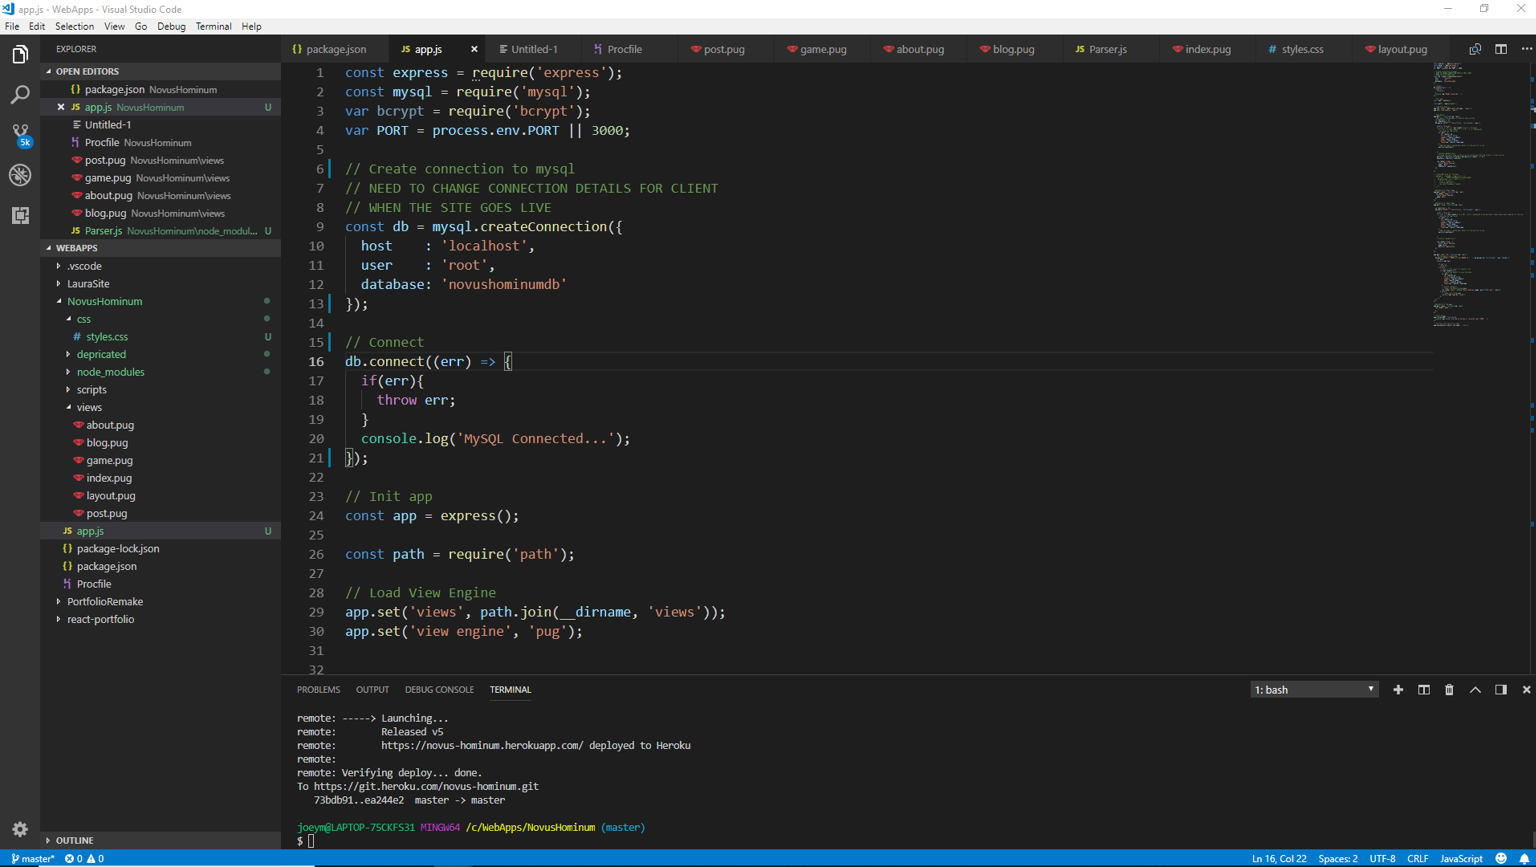 app.js - WebApps - Visual Studio Code
File Edit Selection View Go Debug Terminal Help
EXPLORER
OPEN EDITORS
package.json NovusHominum
app.js NovusHominum U
Untitled-1
Procfile NovusHominum
post.pug NovusHominum\views
game.pug NovusHominum\views
about.pug NovusHominum\views
blog.pug NovusHominum\views
Parser.js NovusHominum\node_modul... U
5k
WEBAPPS
.vscode
LauraSite
NovusHominum
css
# styles.css U
depricated
node_modules
scripts
views
about.pug
blog.pug
game.pug
index.pug
layout.pug
post.pug
JS app.js U
{} package-lock.json
{} package.json
Procfile
PortfolioRemake
react-portfolio
OUTLINE
{} package.json JS app.js × Untitled-1 Procfile post.pug game.pug about.pug blog.pug JS Parser.js index.pug # styles.css layout.pug
1 const express = require('express');
2 const mysql = require('mysql');
3 var bcrypt = require('bcrypt');
4 var PORT = process.env.PORT || 3000;
5
6 // Create connection to mysql
7 // NEED TO CHANGE CONNECTION DETAILS FOR CLIENT
8 // WHEN THE SITE GOES LIVE
9 const db = mysql.createConnection({
10 host : 'localhost',
11 user : 'root',
12 database: 'novushominumdb'
13 });
14
15 // Connect
16 db.connect((err) => {
17 if(err){
18 throw err;
19 }
20 console.log('MySQL Connected...');
21 });
22
23 // Init app
24 const app = express();
25
26 const path = require('path');
27
28 // Load View Engine
29 app.set('views', path.join(__dirname, 'views'));
30 app.set('view engine', 'pug');
31
32
PROBLEMS OUTPUT DEBUG CONSOLE TERMINAL 1: bash
remote: -----> Launching...
remote: Released v5
remote: https://novus-hominum.herokuapp.com/ deployed to Heroku
remote:
remote: Verifying deploy... done.
To https://git.heroku.com/novus-hominum.git
73bdb91..ea244e2 master -> master
joeym@LAPTOP-75CKFS31 MINGW64 /c/WebApps/NovusHominum (master)
$
master* 0 0 Ln 16, Col 22 Spaces: 2 UTF-8 CRLF JavaScript